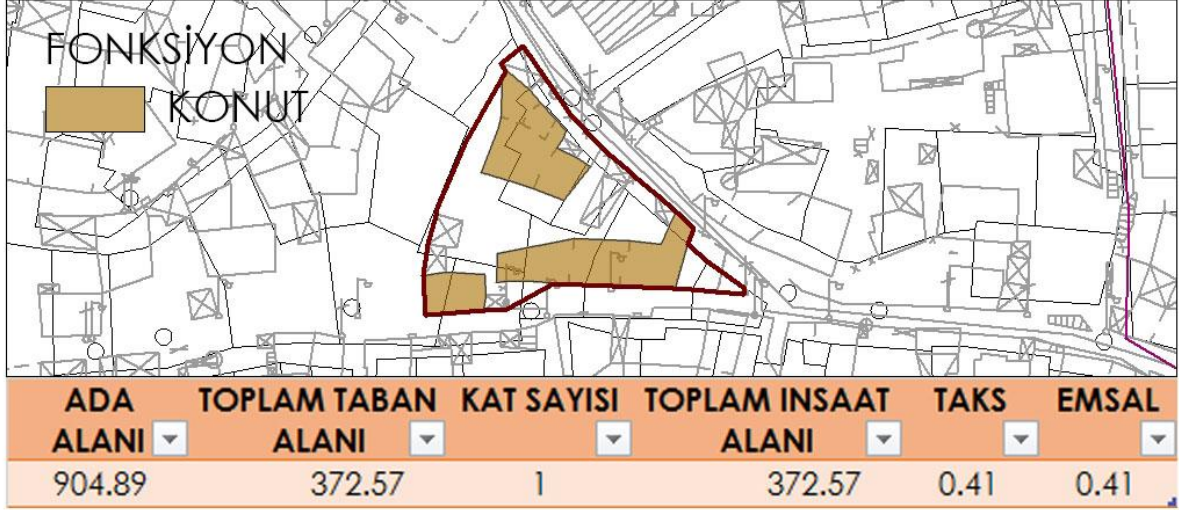 FONKSİYON
KONUT
ADA TOPLAM TABAN KAT SAYISI TOPLAM INSAAT TAKS EMSAL
ALANI ALANI ALANI
904.89 372.57 1 372.57 0.41 0.41